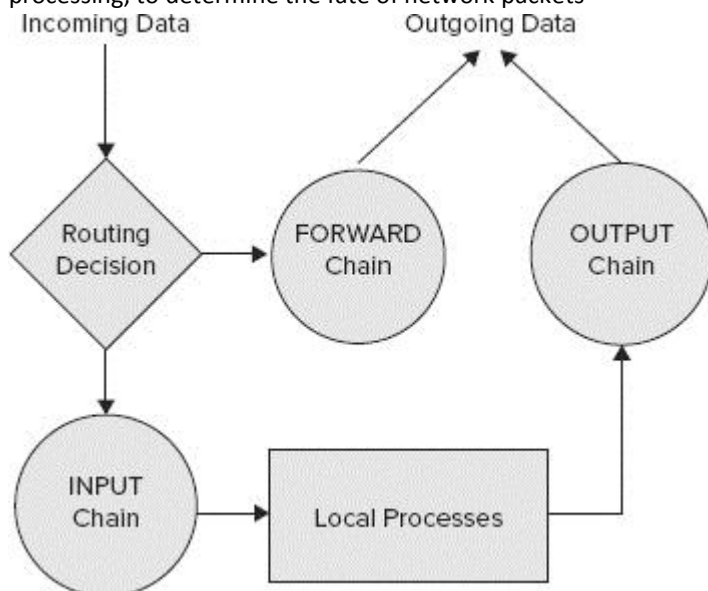 processing, to determine the fate of network packets
Incoming Data
Outgoing Data
Routing
Decision
FORWARD
Chain
OUTPUT
Chain
INPUT
Chain
Local Processes